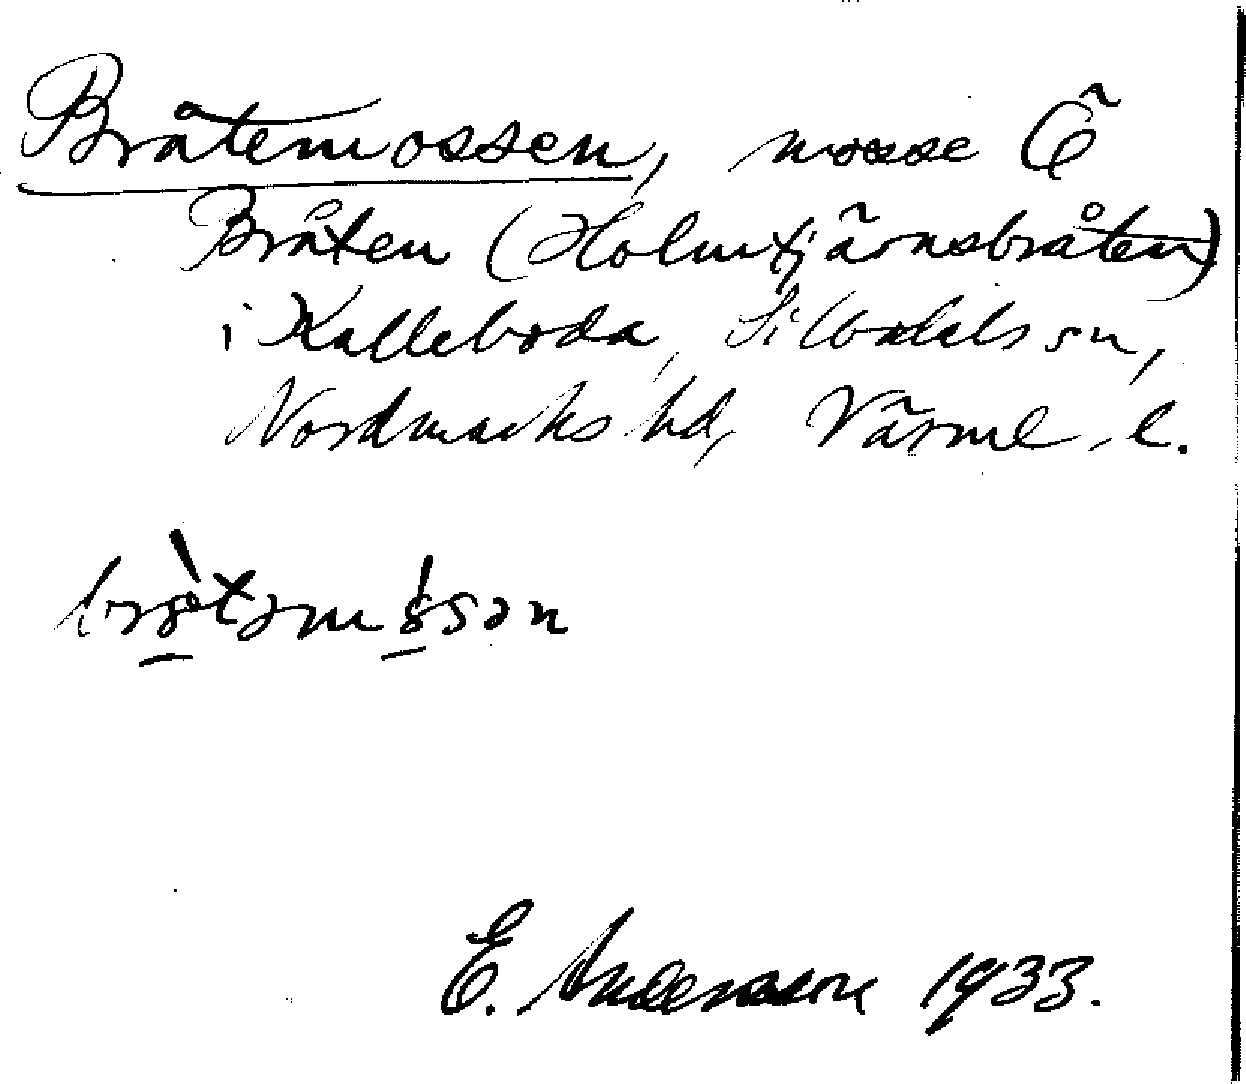 Bråtemossen, mosse Ö
Bråten (Holmtjärnsbråten)
i Kalleboda, Silbodals sn,
Nordmarks hd, Värml. l.
E. Andersson 1933.